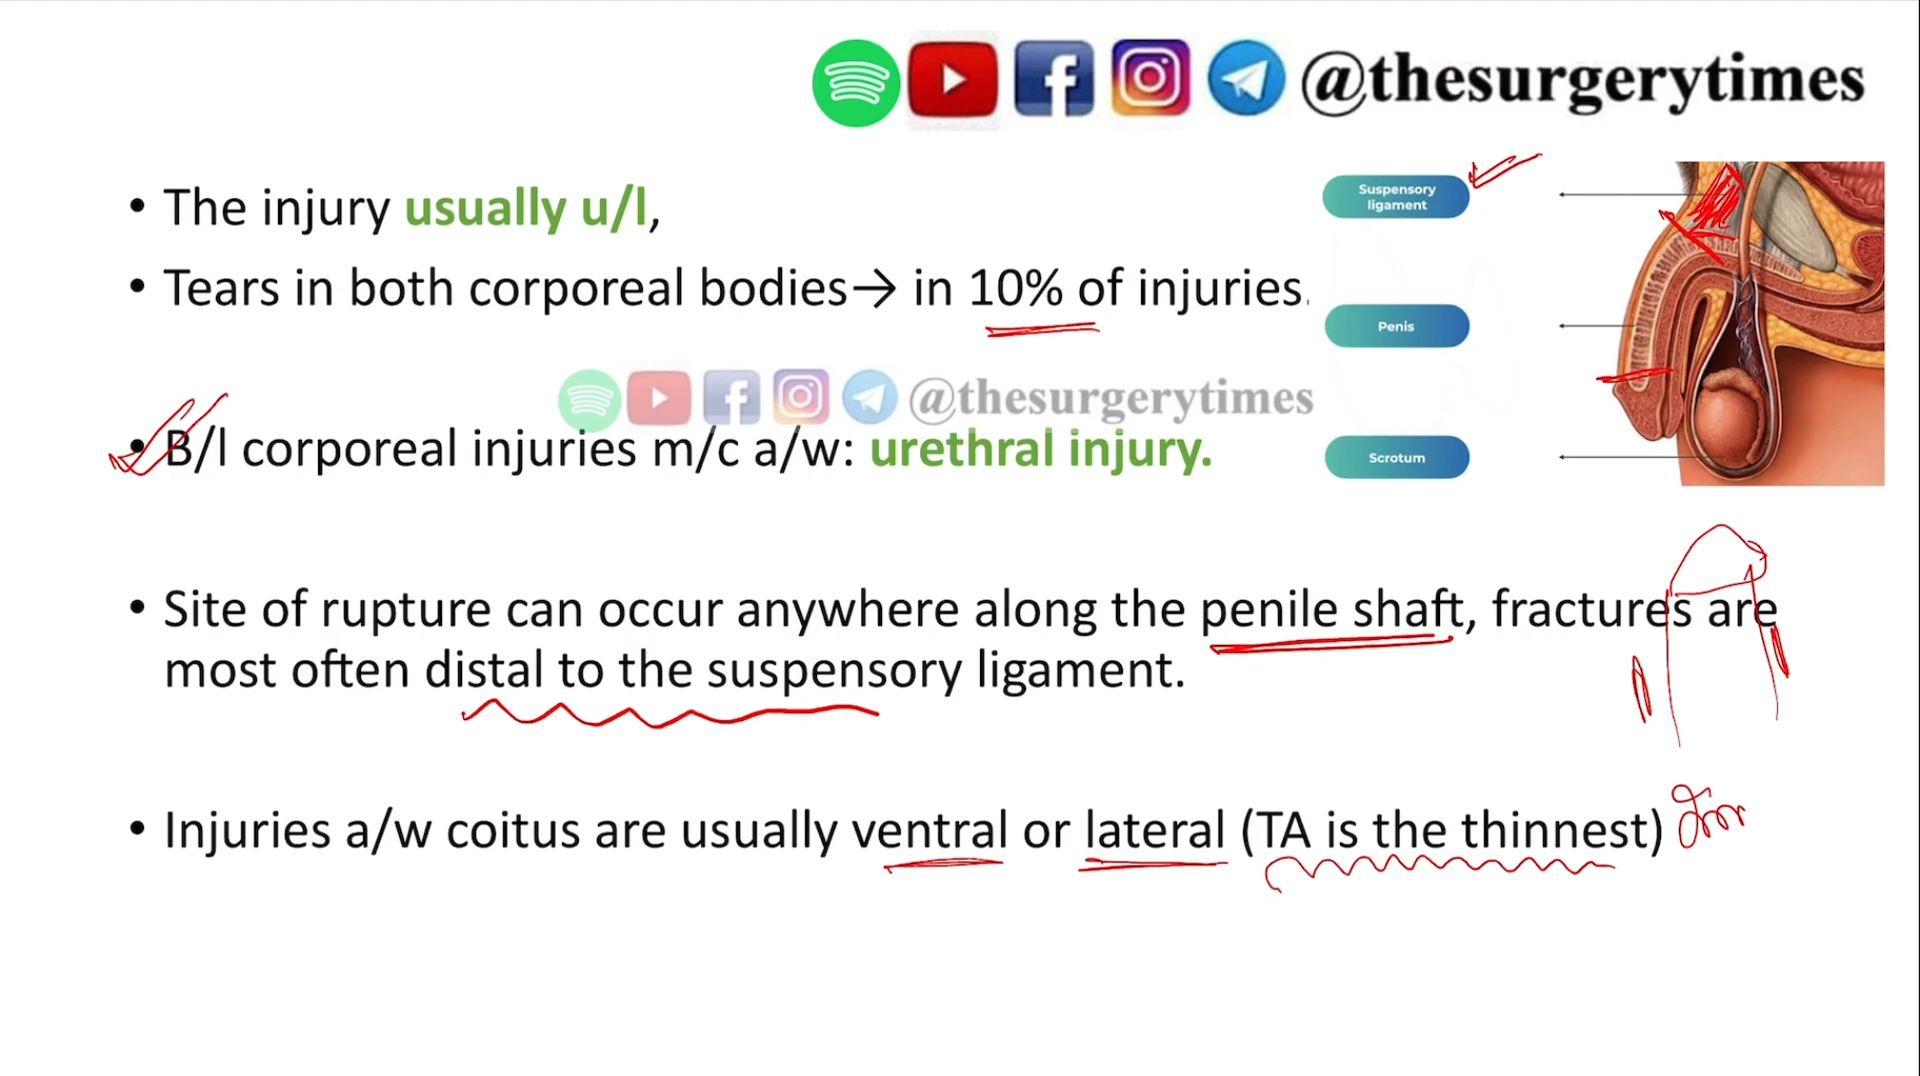 @thesurgerytimes
• The injury usually u/l,
• Tears in both corporeal bodies→ in 10% of injuries.
@thesurgerytimes
• B/l corporeal injuries m/c a/w: urethral injury.
• Site of rupture can occur anywhere along the penile shaft, fractures are
most often distal to the suspensory ligament.
• Injuries a/w coitus are usually ventral or lateral (TA is the thinnest)
Suspensory
ligament
Penis
Scrotum